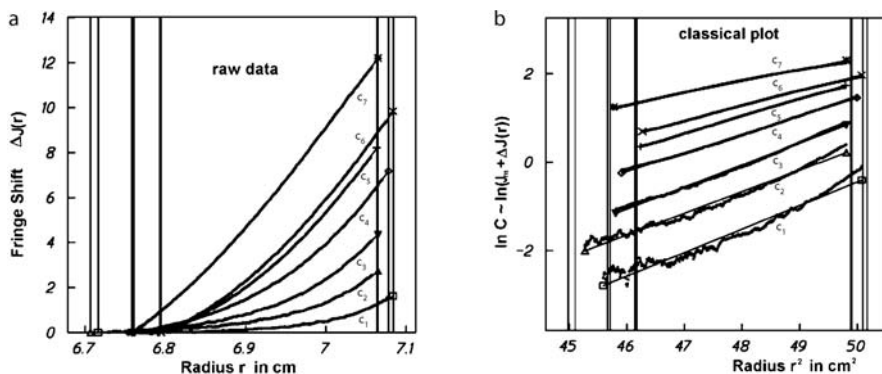 a
14
12
10
8
6
4
2
0
Fringe Shift ΔJ(r)
raw data
c₇
c₆
c₅
c₄
c₃
c₂
c₁
6.7
6.8
6.9
7
7.1
Radius r in cm
b
2
0
−2
ln C ~ ln(Jₐ + ΔJ(r))
classical plot
c₇
c₆
c₅
c₄
c₃
c₂
c₁
45
46
47
48
49
50
Radius r² in cm²